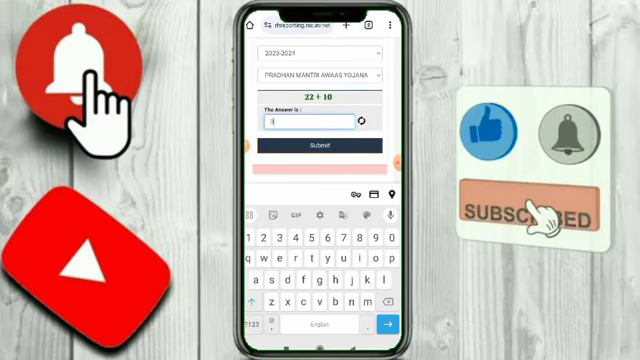 rhreporting.nic.in/net
2023-2024
PRADHAN MANTRI AWAAS YOJANA
22 + 10
The Answer is :
3
Submit
GIF
1 2 3 4 5 6 7 8 9 0
q w e r t y u i o p
a s d f g h j k l
z x c v b n m
?123 , English .
SUBSCRIBED